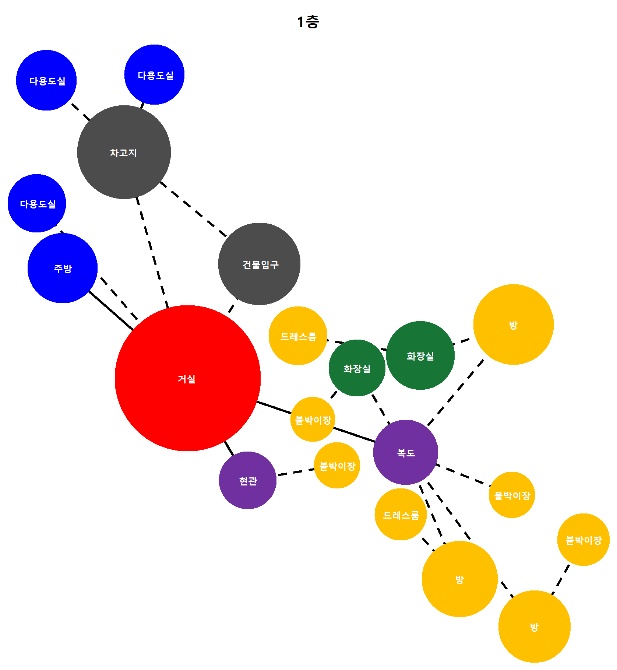 1층
다용도실
다용도실
차고지
다용도실
주방
건물입구
드레스룸
화장실
화장실
방
거실
붙박이장
복도
현관
붙박이장
붙박이장
드레스룸
붙박이장
방
방